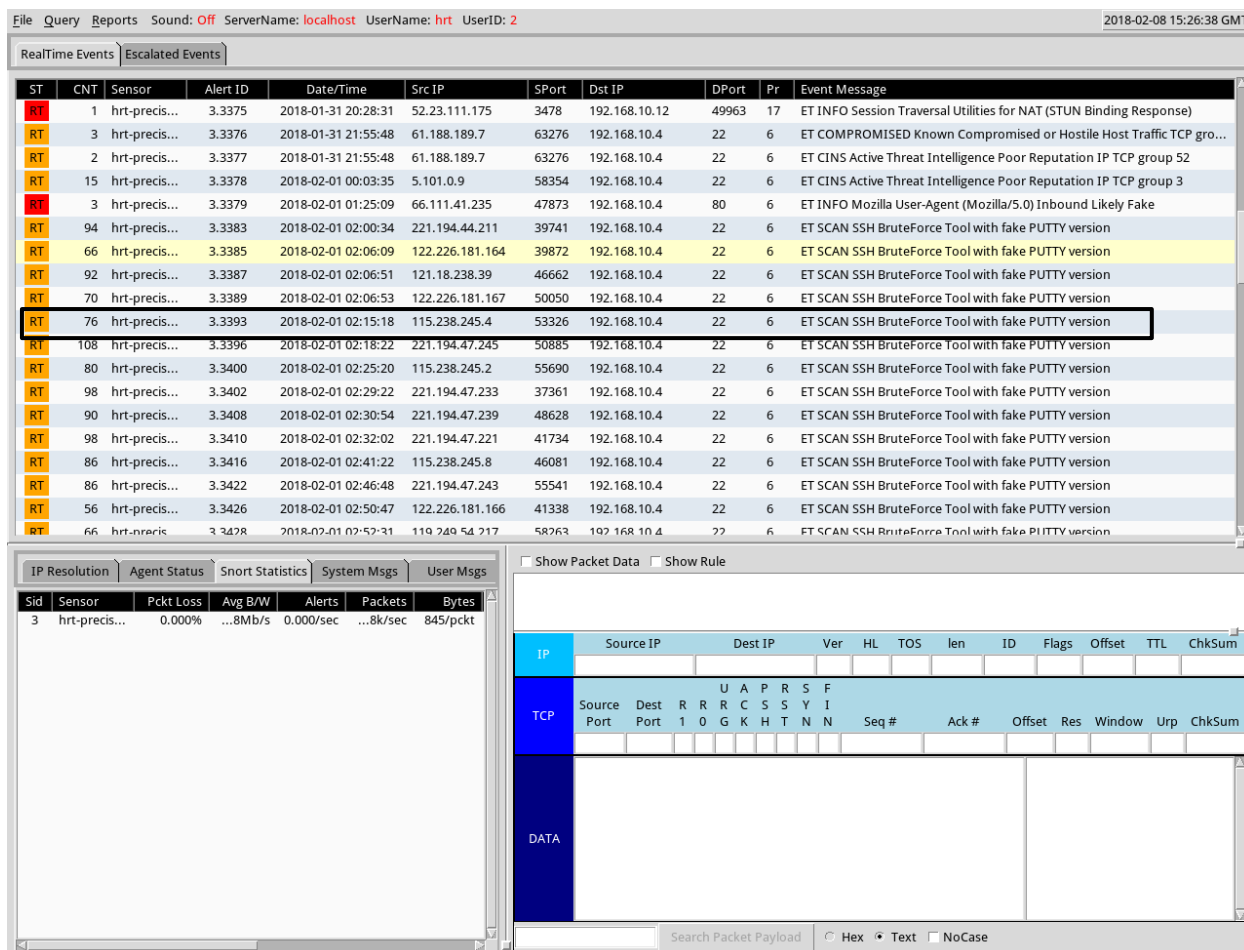 File Query Reports Sound: Off ServerName: localhost UserName: hrt UserID: 2 2018-02-08 15:26:38 GMT
RealTime Events Escalated Events
ST CNT Sensor Alert ID Date/Time Src IP SPort Dst IP DPort Pr Event Message
RT 1 hrt-precis... 3.3375 2018-01-31 20:28:31 52.23.111.175 3478 192.168.10.12 49963 17 ET INFO Session Traversal Utilities for NAT (STUN Binding Response)
RT 3 hrt-precis... 3.3376 2018-01-31 21:55:48 61.188.189.7 63276 192.168.10.4 22 6 ET COMPROMISED Known Compromised or Hostile Host Traffic TCP gro...
RT 2 hrt-precis... 3.3377 2018-01-31 21:55:48 61.188.189.7 63276 192.168.10.4 22 6 ET CINS Active Threat Intelligence Poor Reputation IP TCP group 52
RT 15 hrt-precis... 3.3378 2018-02-01 00:03:35 5.101.0.9 58354 192.168.10.4 22 6 ET CINS Active Threat Intelligence Poor Reputation IP TCP group 3
RT 3 hrt-precis... 3.3379 2018-02-01 01:25:09 66.111.41.235 47873 192.168.10.4 80 6 ET INFO Mozilla User-Agent (Mozilla/5.0) Inbound Likely Fake
RT 94 hrt-precis... 3.3383 2018-02-01 02:00:34 221.194.44.211 39741 192.168.10.4 22 6 ET SCAN SSH BruteForce Tool with fake PUTTY version
RT 66 hrt-precis... 3.3385 2018-02-01 02:06:09 122.226.181.164 39872 192.168.10.4 22 6 ET SCAN SSH BruteForce Tool with fake PUTTY version
RT 92 hrt-precis... 3.3387 2018-02-01 02:06:51 121.18.238.39 46662 192.168.10.4 22 6 ET SCAN SSH BruteForce Tool with fake PUTTY version
RT 70 hrt-precis... 3.3389 2018-02-01 02:06:53 122.226.181.167 50050 192.168.10.4 22 6 ET SCAN SSH BruteForce Tool with fake PUTTY version
RT 76 hrt-precis... 3.3393 2018-02-01 02:15:18 115.238.245.4 53326 192.168.10.4 22 6 ET SCAN SSH BruteForce Tool with fake PUTTY version
RT 108 hrt-precis... 3.3396 2018-02-01 02:18:22 221.194.47.245 50885 192.168.10.4 22 6 ET SCAN SSH BruteForce Tool with fake PUTTY version
RT 80 hrt-precis... 3.3400 2018-02-01 02:25:20 115.238.245.2 55690 192.168.10.4 22 6 ET SCAN SSH BruteForce Tool with fake PUTTY version
RT 98 hrt-precis... 3.3402 2018-02-01 02:29:22 221.194.47.233 37361 192.168.10.4 22 6 ET SCAN SSH BruteForce Tool with fake PUTTY version
RT 90 hrt-precis... 3.3408 2018-02-01 02:30:54 221.194.47.239 48628 192.168.10.4 22 6 ET SCAN SSH BruteForce Tool with fake PUTTY version
RT 98 hrt-precis... 3.3410 2018-02-01 02:32:02 221.194.47.221 41734 192.168.10.4 22 6 ET SCAN SSH BruteForce Tool with fake PUTTY version
RT 86 hrt-precis... 3.3416 2018-02-01 02:41:22 115.238.245.8 46081 192.168.10.4 22 6 ET SCAN SSH BruteForce Tool with fake PUTTY version
RT 86 hrt-precis... 3.3422 2018-02-01 02:46:48 221.194.47.243 55541 192.168.10.4 22 6 ET SCAN SSH BruteForce Tool with fake PUTTY version
RT 56 hrt-precis... 3.3426 2018-02-01 02:50:47 122.226.181.166 41338 192.168.10.4 22 6 ET SCAN SSH BruteForce Tool with fake PUTTY version
RT 66 hrt-precis... 3.3428 2018-02-01 02:52:31 119.249.54.217 58263 192.168.10.4 22 6 ET SCAN SSH BruteForce Tool with fake PUTTY version
IP Resolution Agent Status Snort Statistics System Msgs User Msgs
Sid Sensor Pckt Loss Avg B/W Alerts Packets Bytes
3 hrt-precis... 0.000% ...8Mb/s 0.000/sec ...8k/sec 845/pckt
Show Packet Data Show Rule
IP Source IP Dest IP Ver HL TOS len ID Flags Offset TTL ChkSum
U A P R S F
Source Dest R R R C S S Y I
TCP Port Port 1 0 G K H T N N Seq # Ack # Offset Res Window Urp ChkSum
DATA
Search Packet Payload Hex Text NoCase